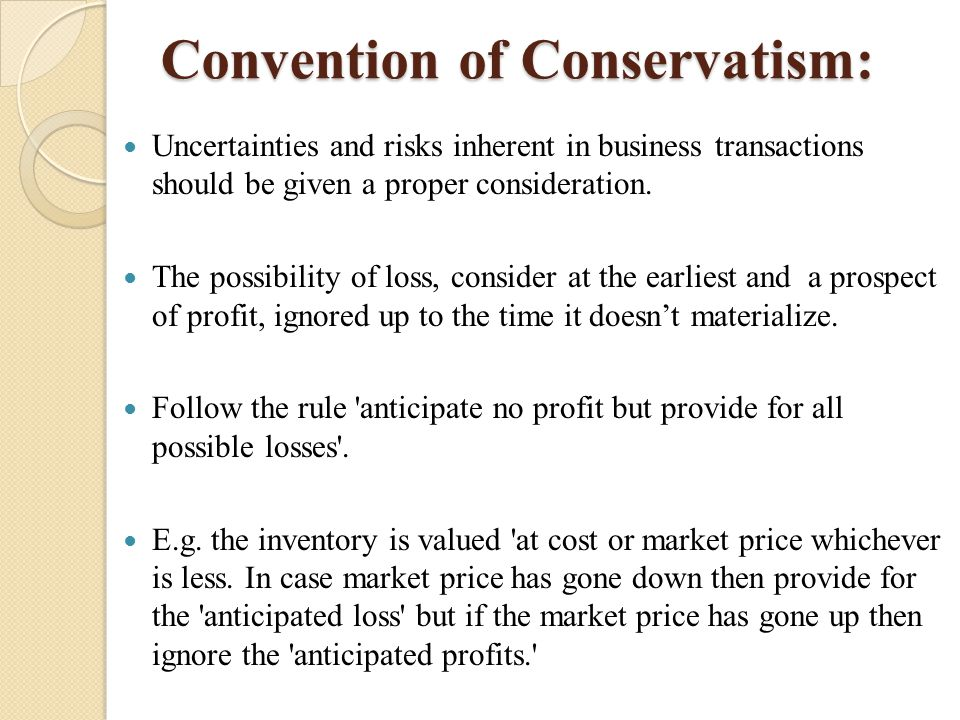 Convention of Conservatism:
Uncertainties and risks inherent in business transactions
should be given a proper consideration.
The possibility of loss, consider at the earliest and a prospect
of profit, ignored up to the time it doesn’t materialize.
Follow the rule 'anticipate no profit but provide for all
possible losses'.
E.g. the inventory is valued 'at cost or market price whichever
is less. In case market price has gone down then provide for
the 'anticipated loss' but if the market price has gone up then
ignore the 'anticipated profits.'